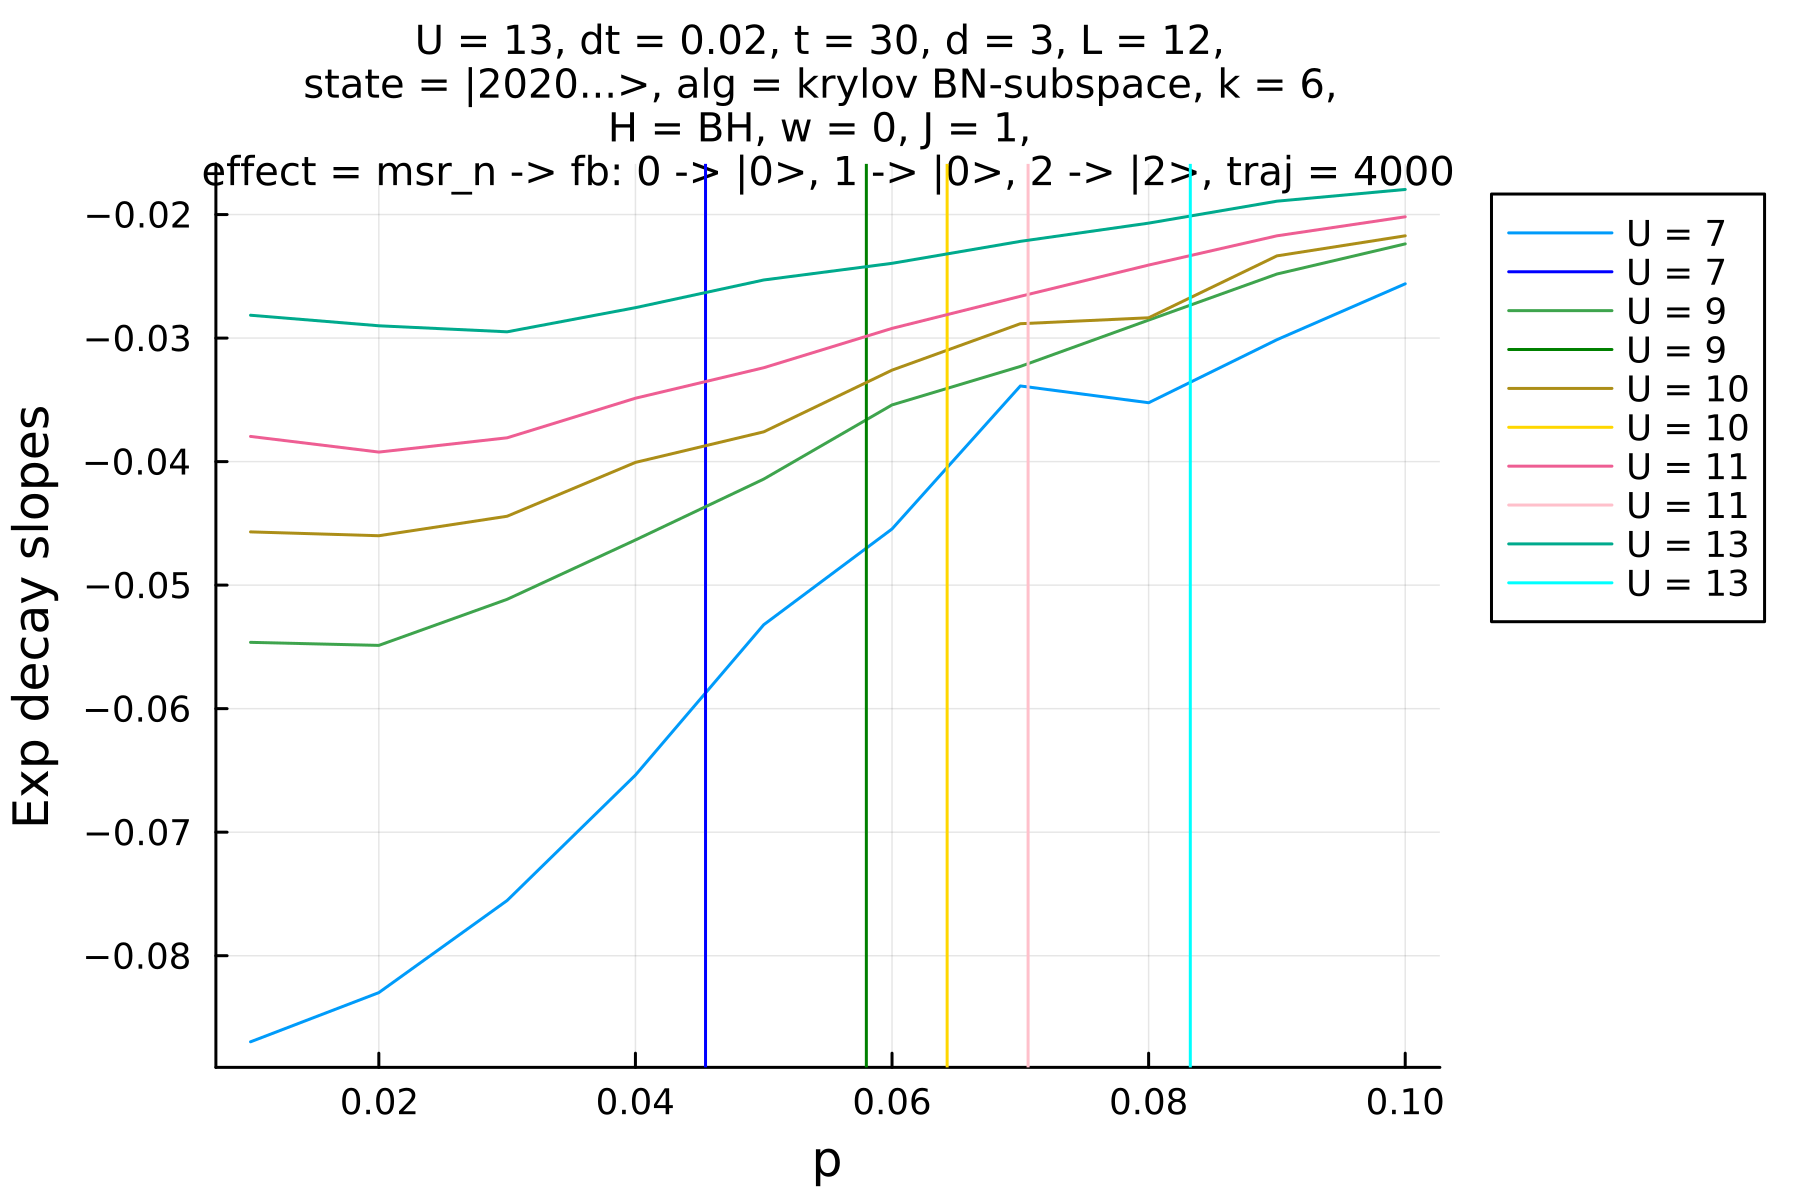 U = 13, dt = 0.02, t = 30, d = 3, L = 12,
state = |2020...>, alg = krylov BN-subspace, k = 6,
H = BH, w = 0, J = 1,
effect = msr_n -> fb: 0 -> |0>, 1 -> |0>, 2 -> |2>, traj = 4000
−0.02
−0.03
−0.04
−0.05
−0.06
−0.07
−0.08
Exp decay slopes
0.02 0.04 0.06 0.08 0.10
p
U = 7
U = 7
U = 9
U = 9
U = 10
U = 10
U = 11
U = 11
U = 13
U = 13